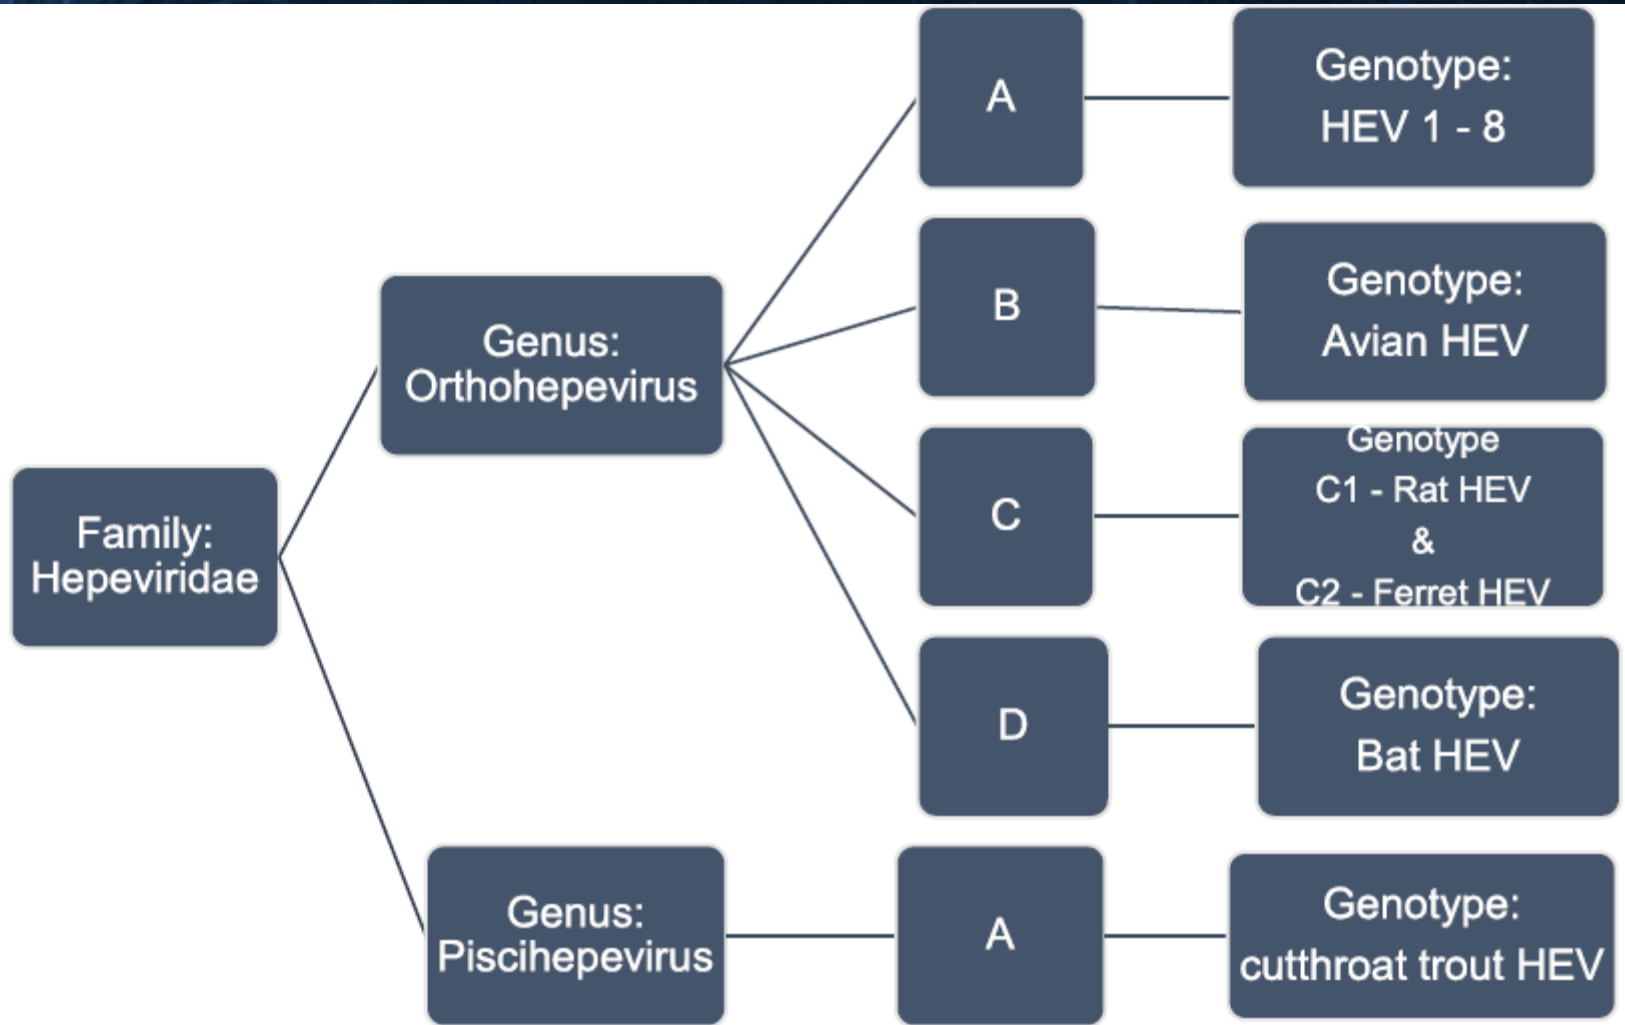 Family:
Hepeviridae
Genus:
Orthohepevirus
A
Genotype:
HEV 1 - 8
B
Genotype:
Avian HEV
C
Genotype
C1 - Rat HEV
&
C2 - Ferret HEV
D
Genotype:
Bat HEV
Genus:
Piscihepevirus
A
Genotype:
cutthroat trout HEV